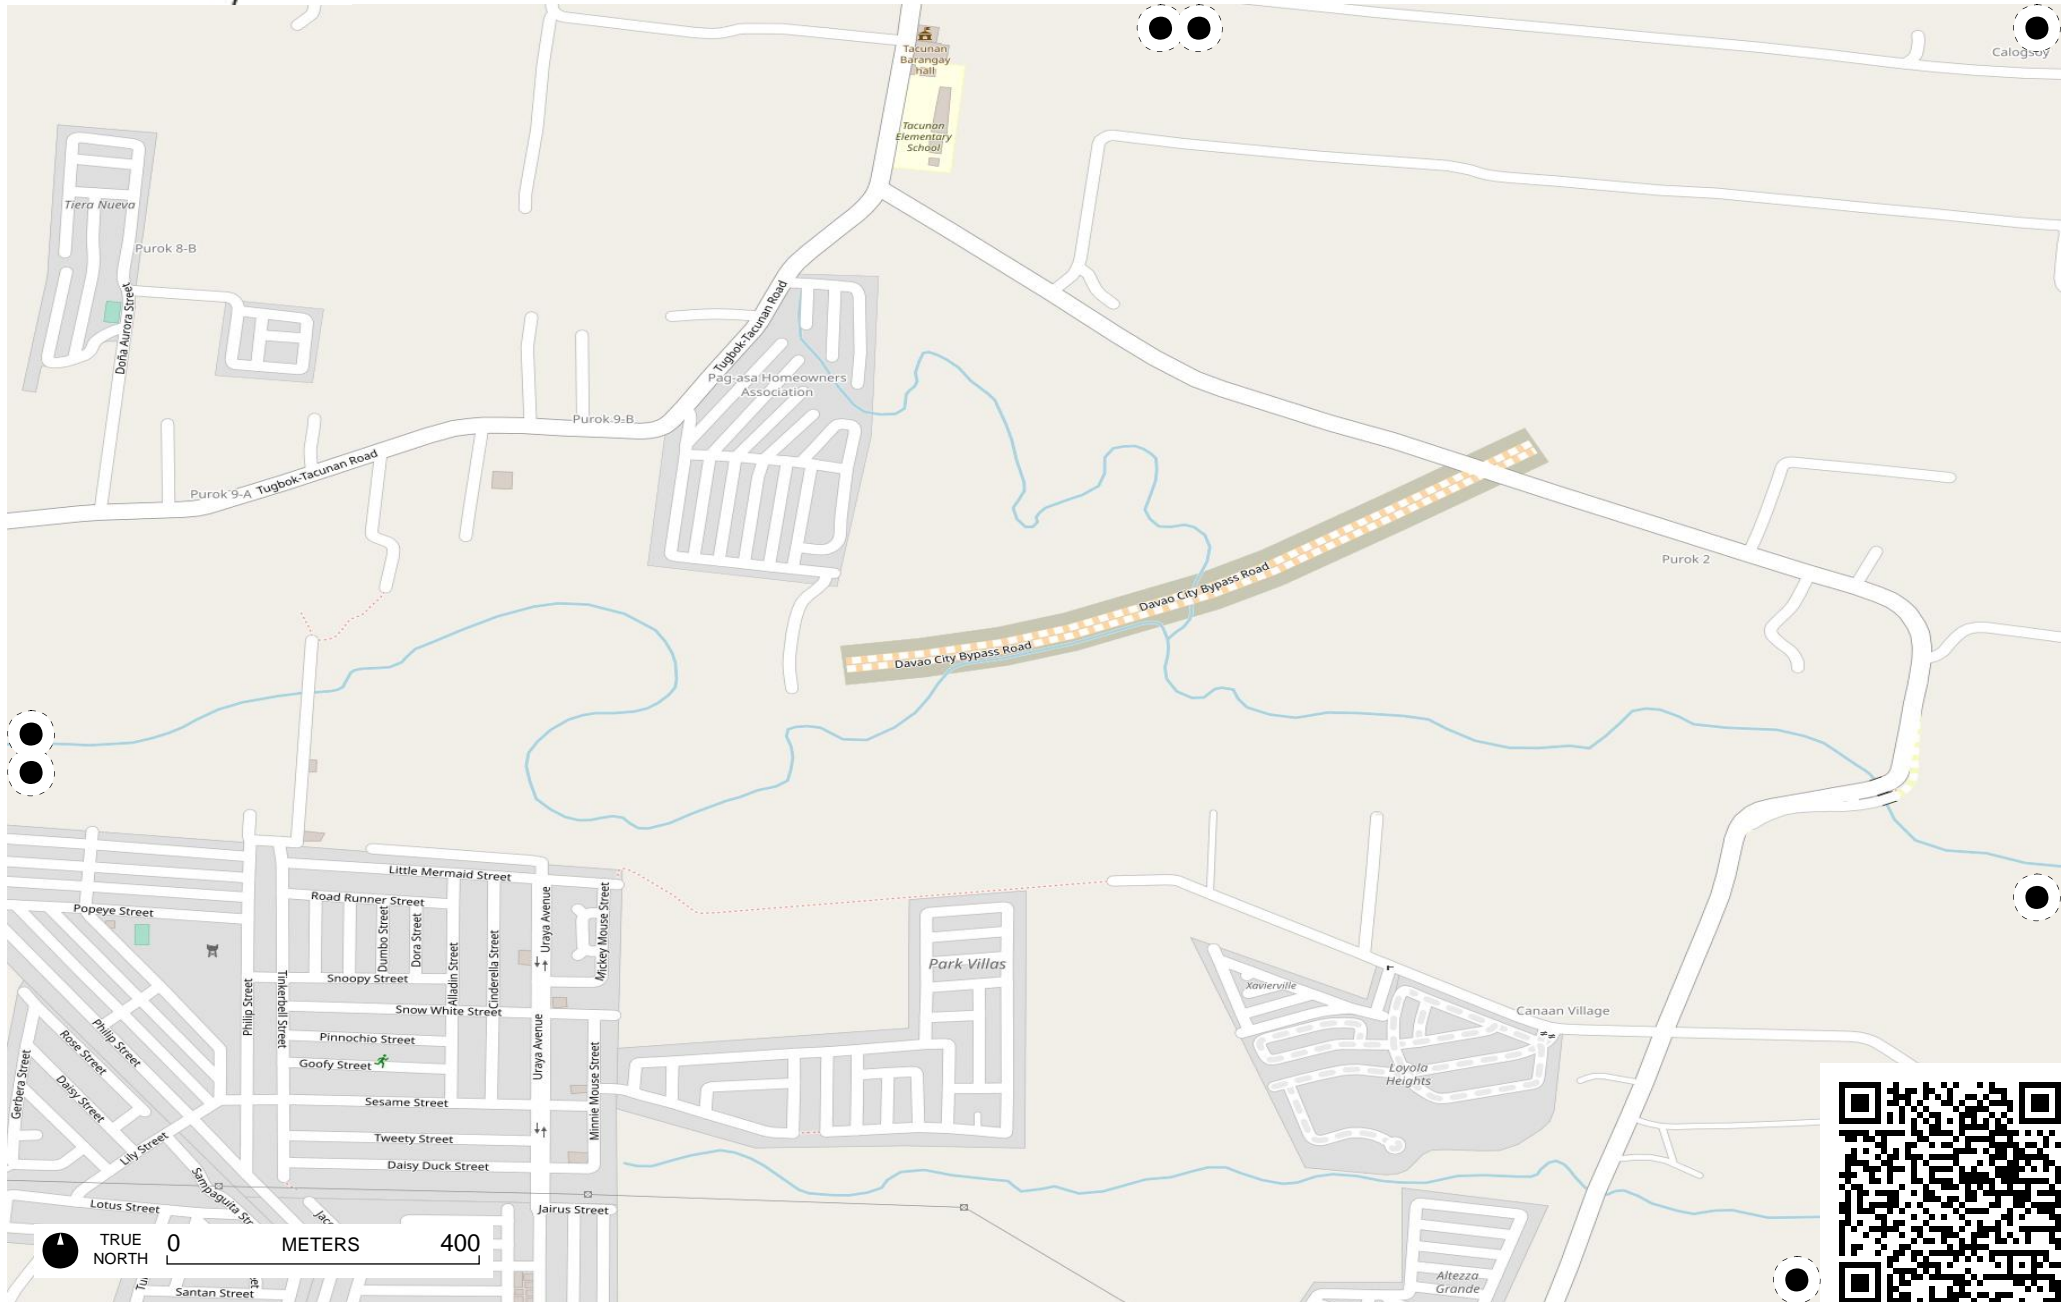 Tacunan
Barangay
hall
Calogsoy
Tacunan
Elementary
School
Tiera Nueva
Purok 8-B
Doña Aurora Street
Tugbok-Tacunan Road
Pag-asa Homeowners
Association
Purok 9-B
Tugbok-Tacunan Road
Purok 9-A
Purok 2
Davao City Bypass Road
Davao City Bypass Road
Little Mermaid Street
Road Runner Street
Popeye Street
Dumbo Street
Dora Street
Alladin Street
Cinderella Street
Uraya Avenue
Mickey Mouse Street
Snoopy Street
Philip Street
Tinkerbell Street
Snow White Street
Pinnochio Street
Goofy Street
Uraya Avenue
Minnie Mouse Street
Park Villas
Xavierville
Canaan Village
Loyola
Heights
Philip Street
Rose Street
Daisy Street
Gerbera Street
Sesame Street
Tweety Street
Daisy Duck Street
Lily Street
Sampaguita Str
Lotus Street
Jac
Jairus Street
TRUE
NORTH
0
METERS
400
Tu
et
Santan Street
Altezza
Grande